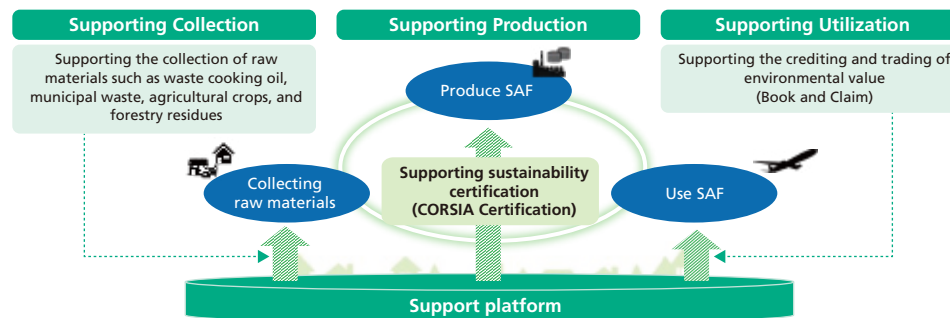 Supporting Collection
Supporting the collection of raw
materials such as waste cooking oil,
municipal waste, agricultural crops, and
forestry residues
Supporting Production
Supporting Utilization
Supporting the crediting and trading of
environmental value
(Book and Claim)
Produce SAF
Collecting
raw materials
Supporting sustainability
certification
(CORSIA Certification)
Use SAF
Support platform